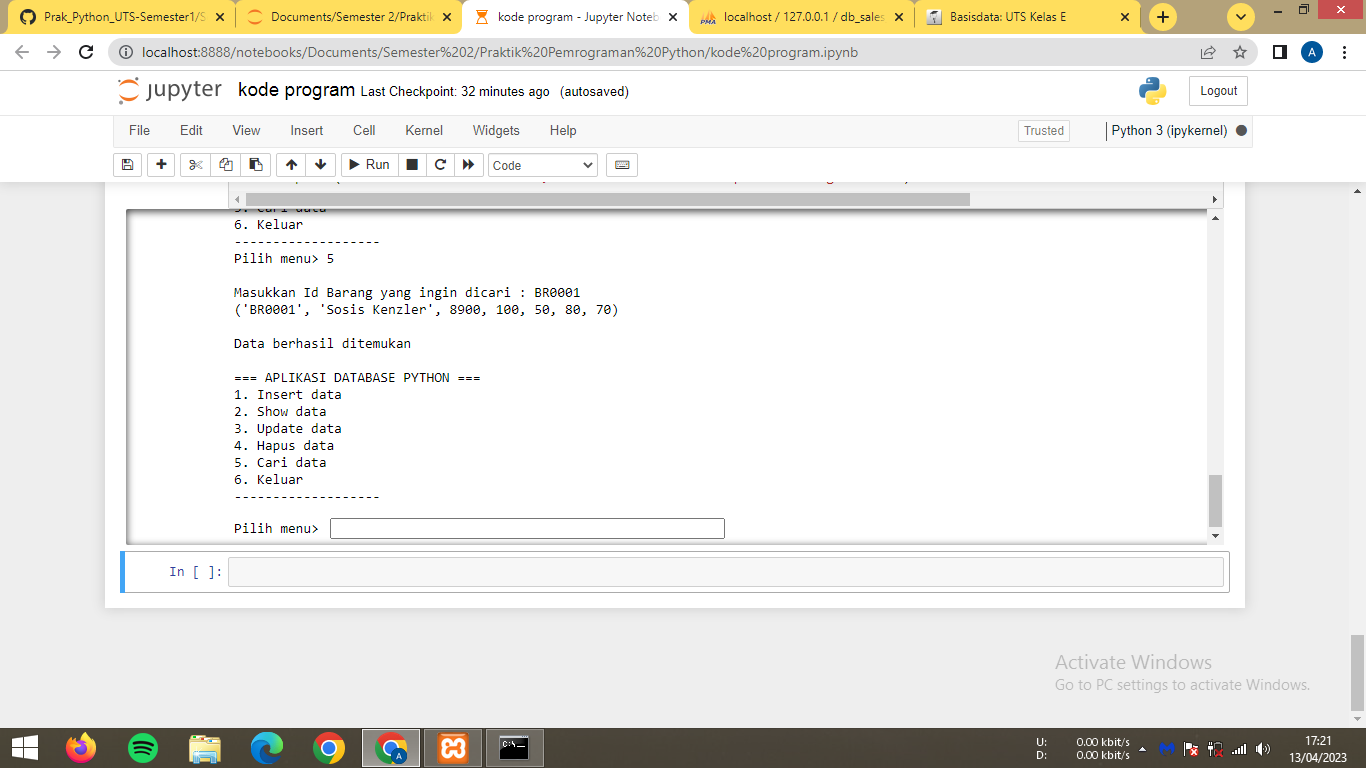 Prak_Python_UTS-Semester1/S
Documents/Semester 2/Prakti
kode program - Jupyter Noteb
localhost / 127.0.0.1 / db_sales
Basisdata: UTS Kelas E
localhost:8888/notebooks/Documents/Semester%202/Praktik%20Pemrograman%20Python/kode%20program.ipynb
A
jupyter kode program Last Checkpoint: 32 minutes ago (autosaved)
Logout
File Edit View Insert Cell Kernel Widgets Help
Trusted
Python 3 (ipykernel)
Run
Code
5. Cari data
6. Keluar
-------------------
Pilih menu> 5
Masukkan Id Barang yang ingin dicari : BR0001
('BR0001', 'Sosis Kenzler', 8900, 100, 50, 80, 70)
Data berhasil ditemukan
=== APLIKASI DATABASE PYTHON ===
1. Insert data
2. Show data
3. Update data
4. Hapus data
5. Cari data
6. Keluar
-------------------
Pilih menu>
In [ ]:
Activate Windows
Go to PC settings to activate Windows.
U: 0.00 kbit/s
D: 0.00 kbit/s
17:21
13/04/2023